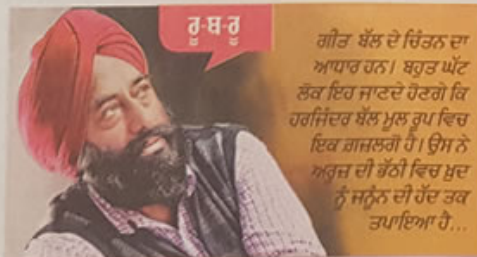 ਰੂ-ਬ-ਰੂ
ਗੀਤ ਬੱਲ ਦੇ ਚਿੰਤਨ ਦਾ
ਆਧਾਰ ਹਨ। ਬਹੁਤ ਘੱਟ
ਲੋਕ ਇਹ ਜਾਣਦੇ ਹੋਣਗੇ ਕਿ
ਹਰਜਿੰਦਰ ਬੱਲ ਮੂਲ ਰੂਪ ਵਿਚ
ਇਕ ਗ਼ਜ਼ਲਗੋ ਹੈ। ਉਸ ਨੇ
ਅਰੂਜ਼ ਦੀ ਭੱਠੀ ਵਿਚ ਖ਼ੁਦ
ਨੂੰ ਜਨੂੰਨ ਦੀ ਹੱਦ ਤਕ
ਤਪਾਇਆ ਹੈ...